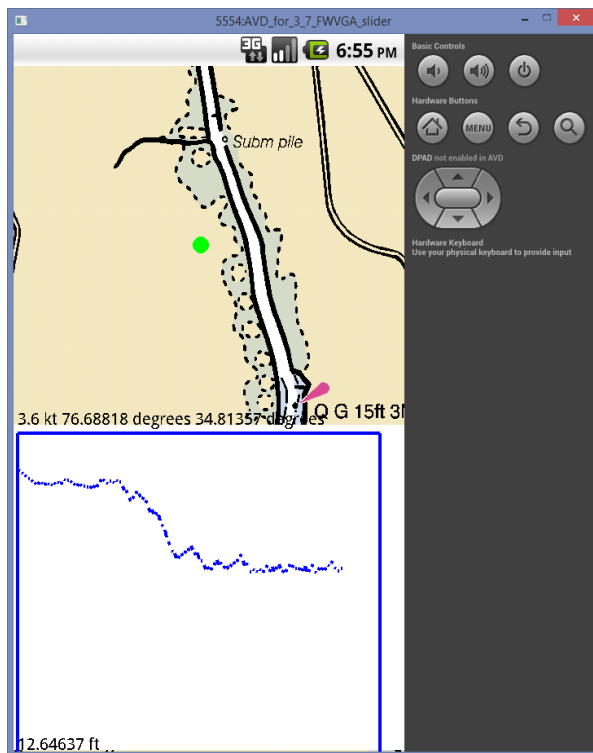 5554:AVD_for_3_7_FWVGA_slider
3G 6:55 PM
Subm pile
Q G 15ft 3
3.6 kt 76.68818 degrees 34.81357 degrees
12.64637 ft
Basic Controls
Hardware Buttons
MENU
DPAD not enabled in AVD
Hardware Keyboard
Use your physical keyboard to provide input